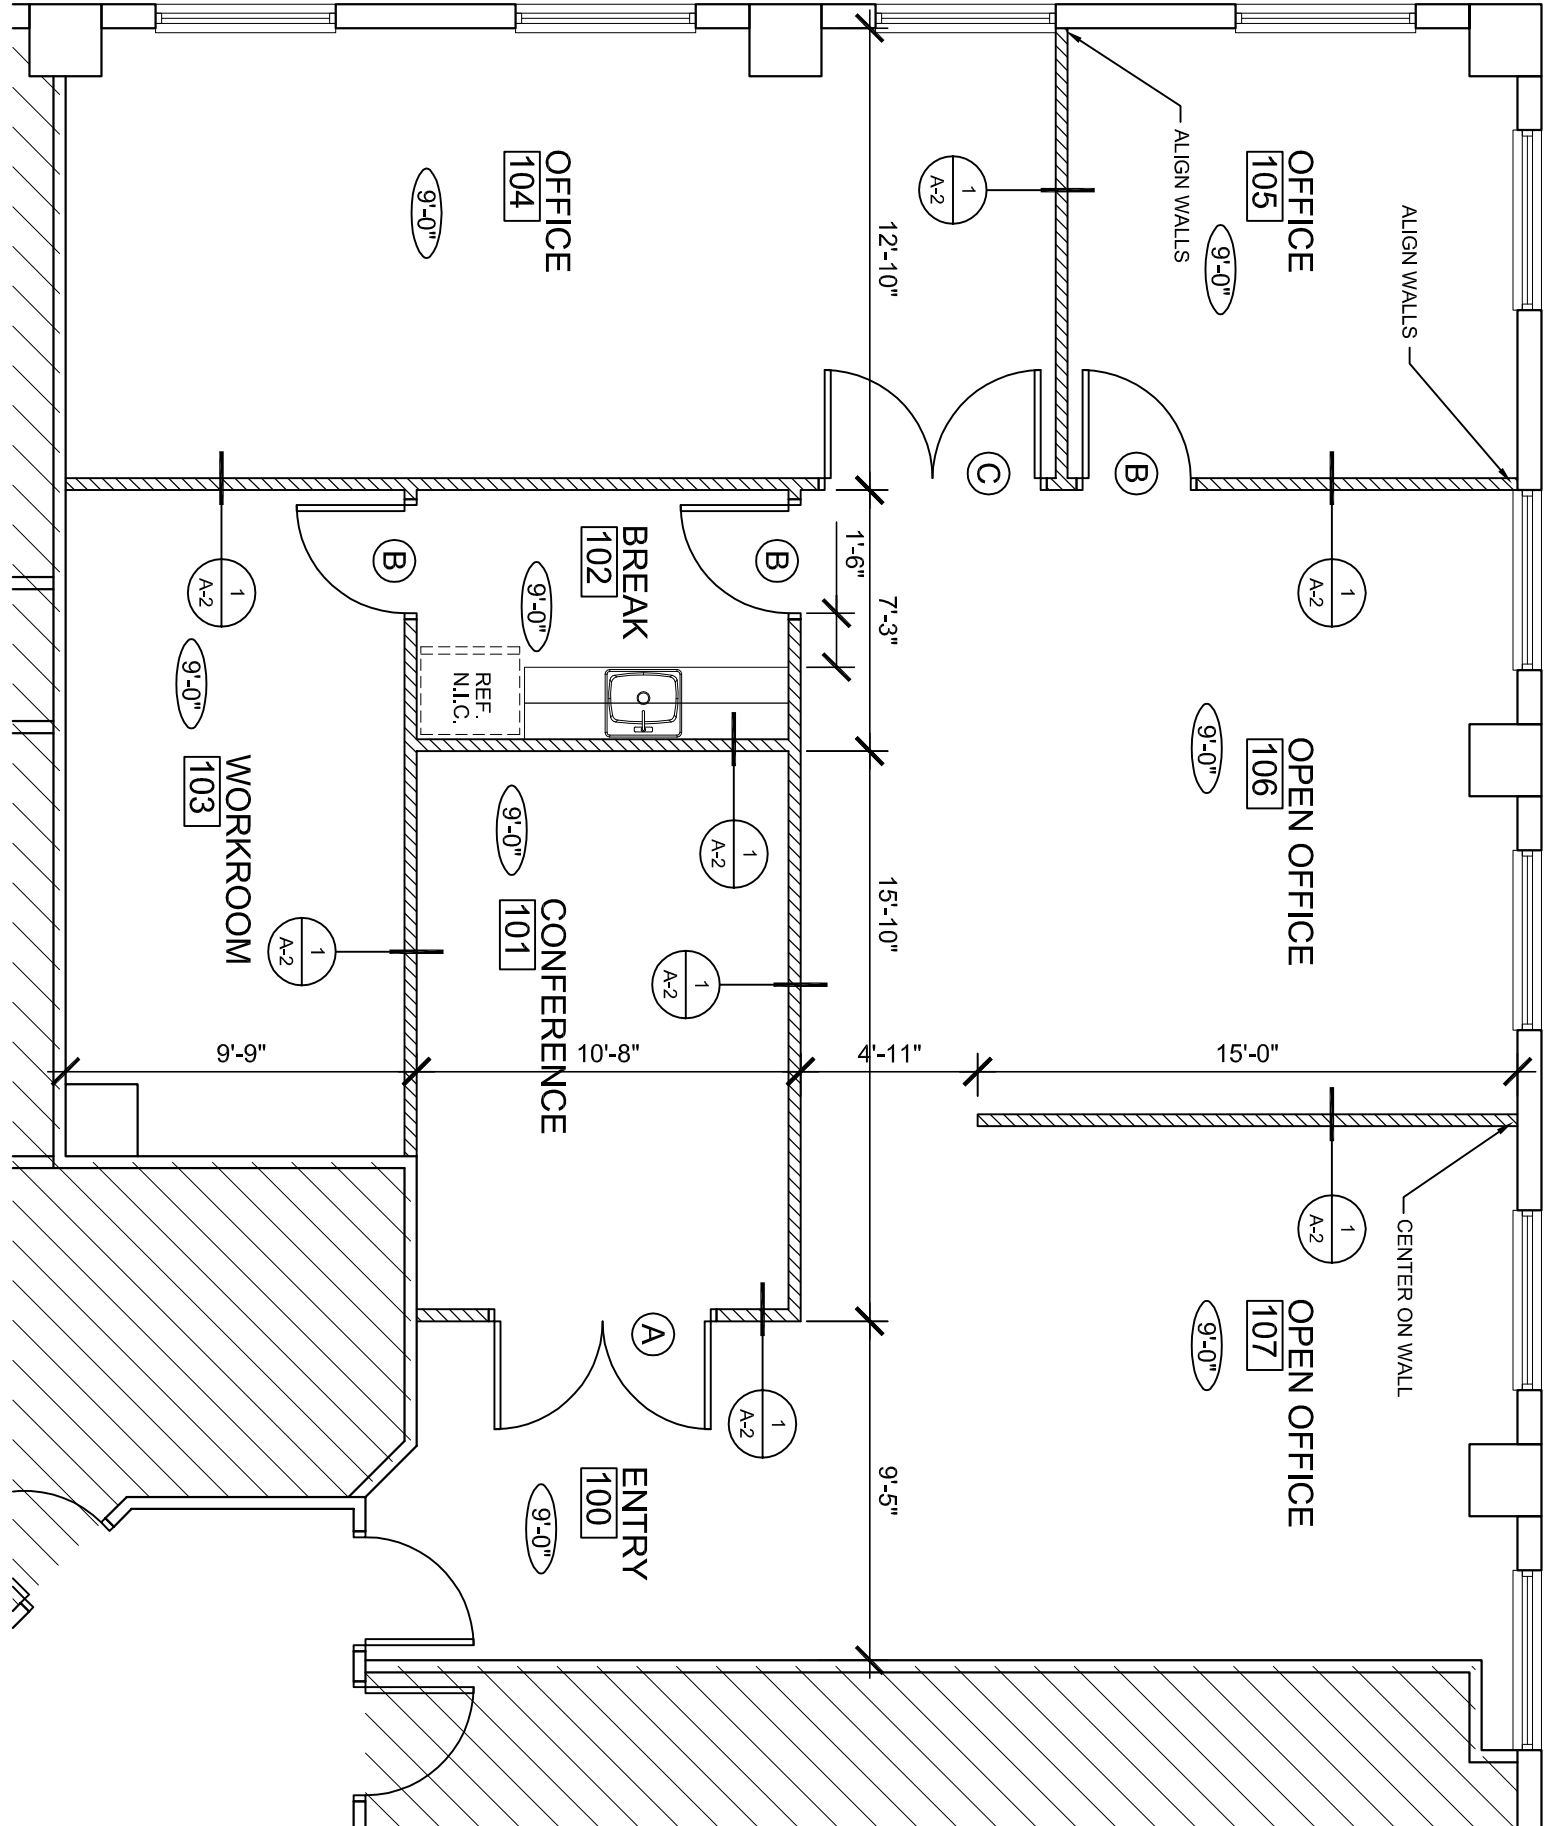 ALIGN WALLS
CENTER ON WALL
OFFICE
105
9'-0"
OPEN OFFICE
106
9'-0"
OPEN OFFICE
107
9'-0"
1
A-2
1
A-2
15'-0"
ALIGN WALLS
B
C
1
A-2
12'-10"
7'-3"
15'-10"
9'-5"
4'-11"
1'-6"
B
1
A-2
1
A-2
1
A-2
A
OFFICE
104
9'-0"
BREAK
102
9'-0"
REF.
N.I.C.
CONFERENCE
101
9'-0"
10'-8"
ENTRY
100
9'-0"
B
1
A-2
1
A-2
WORKROOM
103
9'-0"
9'-9"